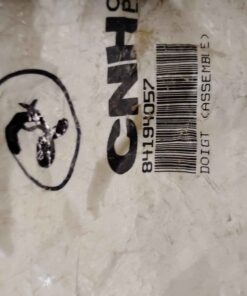 CNH
84194057
DOIGT (ASSEMBLE)